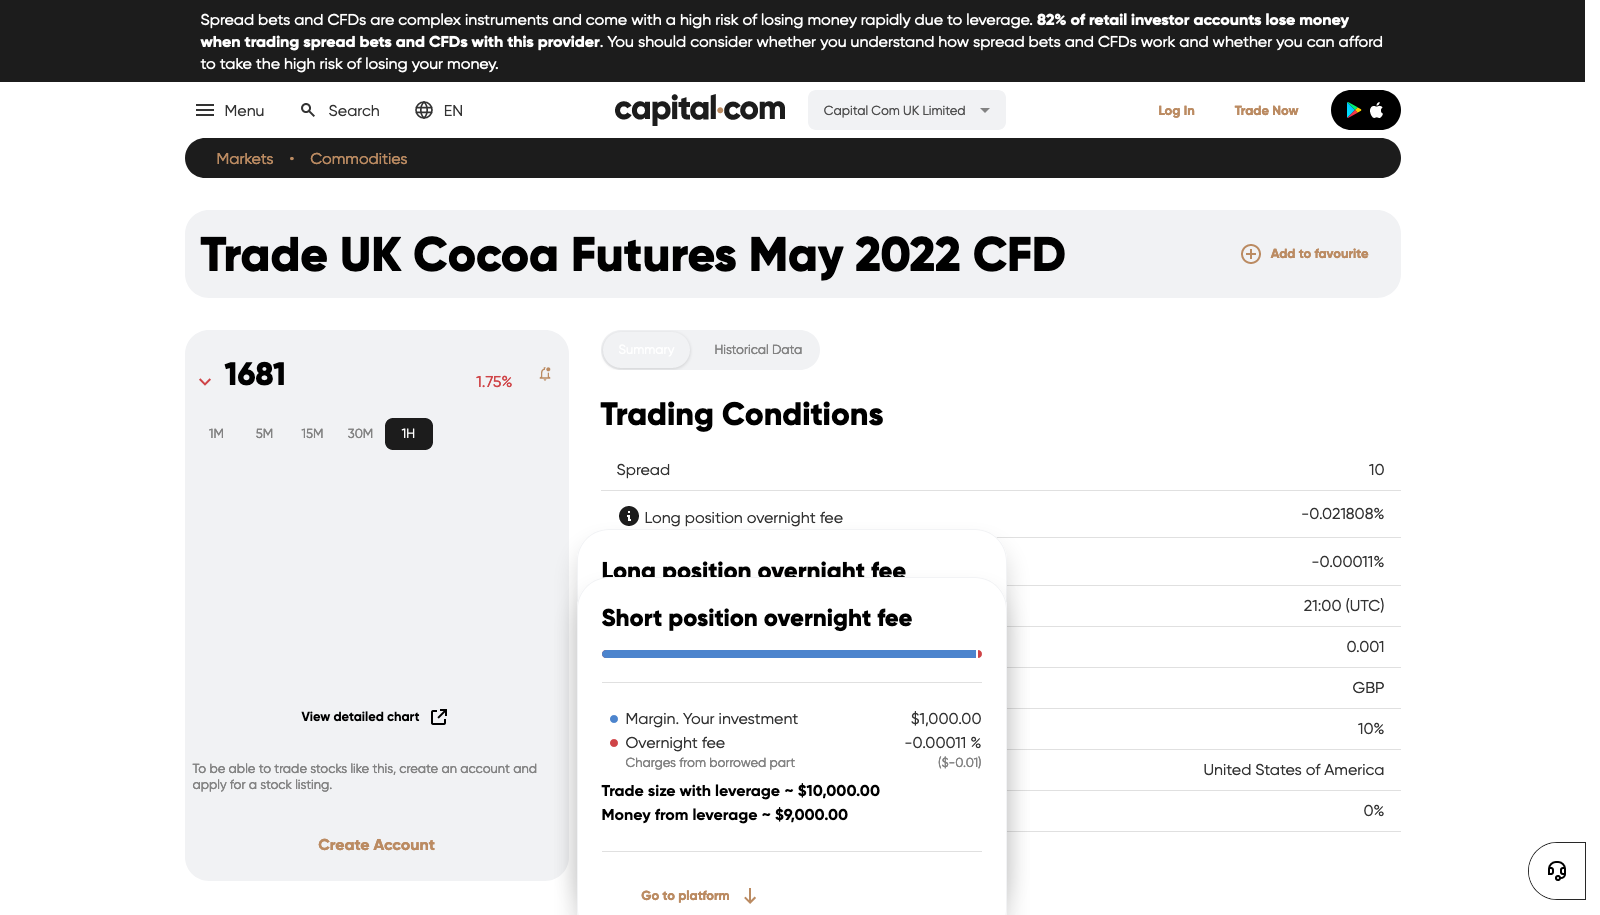 Spread bets and CFDs are complex instruments and come with a high risk of losing money rapidly due to leverage. 82% of retail investor accounts lose money
when trading spread bets and CFDs with this provider. You should consider whether you understand how spread bets and CFDs work and whether you can afford
to take the high risk of losing your money.
Menu Search EN capital.com Capital Com UK Limited Log In Trade Now
Markets • Commodities
Trade UK Cocoa Futures May 2022 CFD Add to favourite
1681 1.75%
1M 5M 15M 30M 1H
View detailed chart
To be able to trade stocks like this, create an account and
apply for a stock listing.
Create Account
Summary Historical Data
Trading Conditions
Spread 10
Long position overnight fee -0.021808%
Long position overnight fee
-0.00011%
21:00 (UTC)
0.001
GBP
10%
United States of America
0%
Short position overnight fee
Margin. Your investment $1,000.00
Overnight fee -0.00011 %
Charges from borrowed part ($-0.01)
Trade size with leverage ~ $10,000.00
Money from leverage ~ $9,000.00
Go to platform